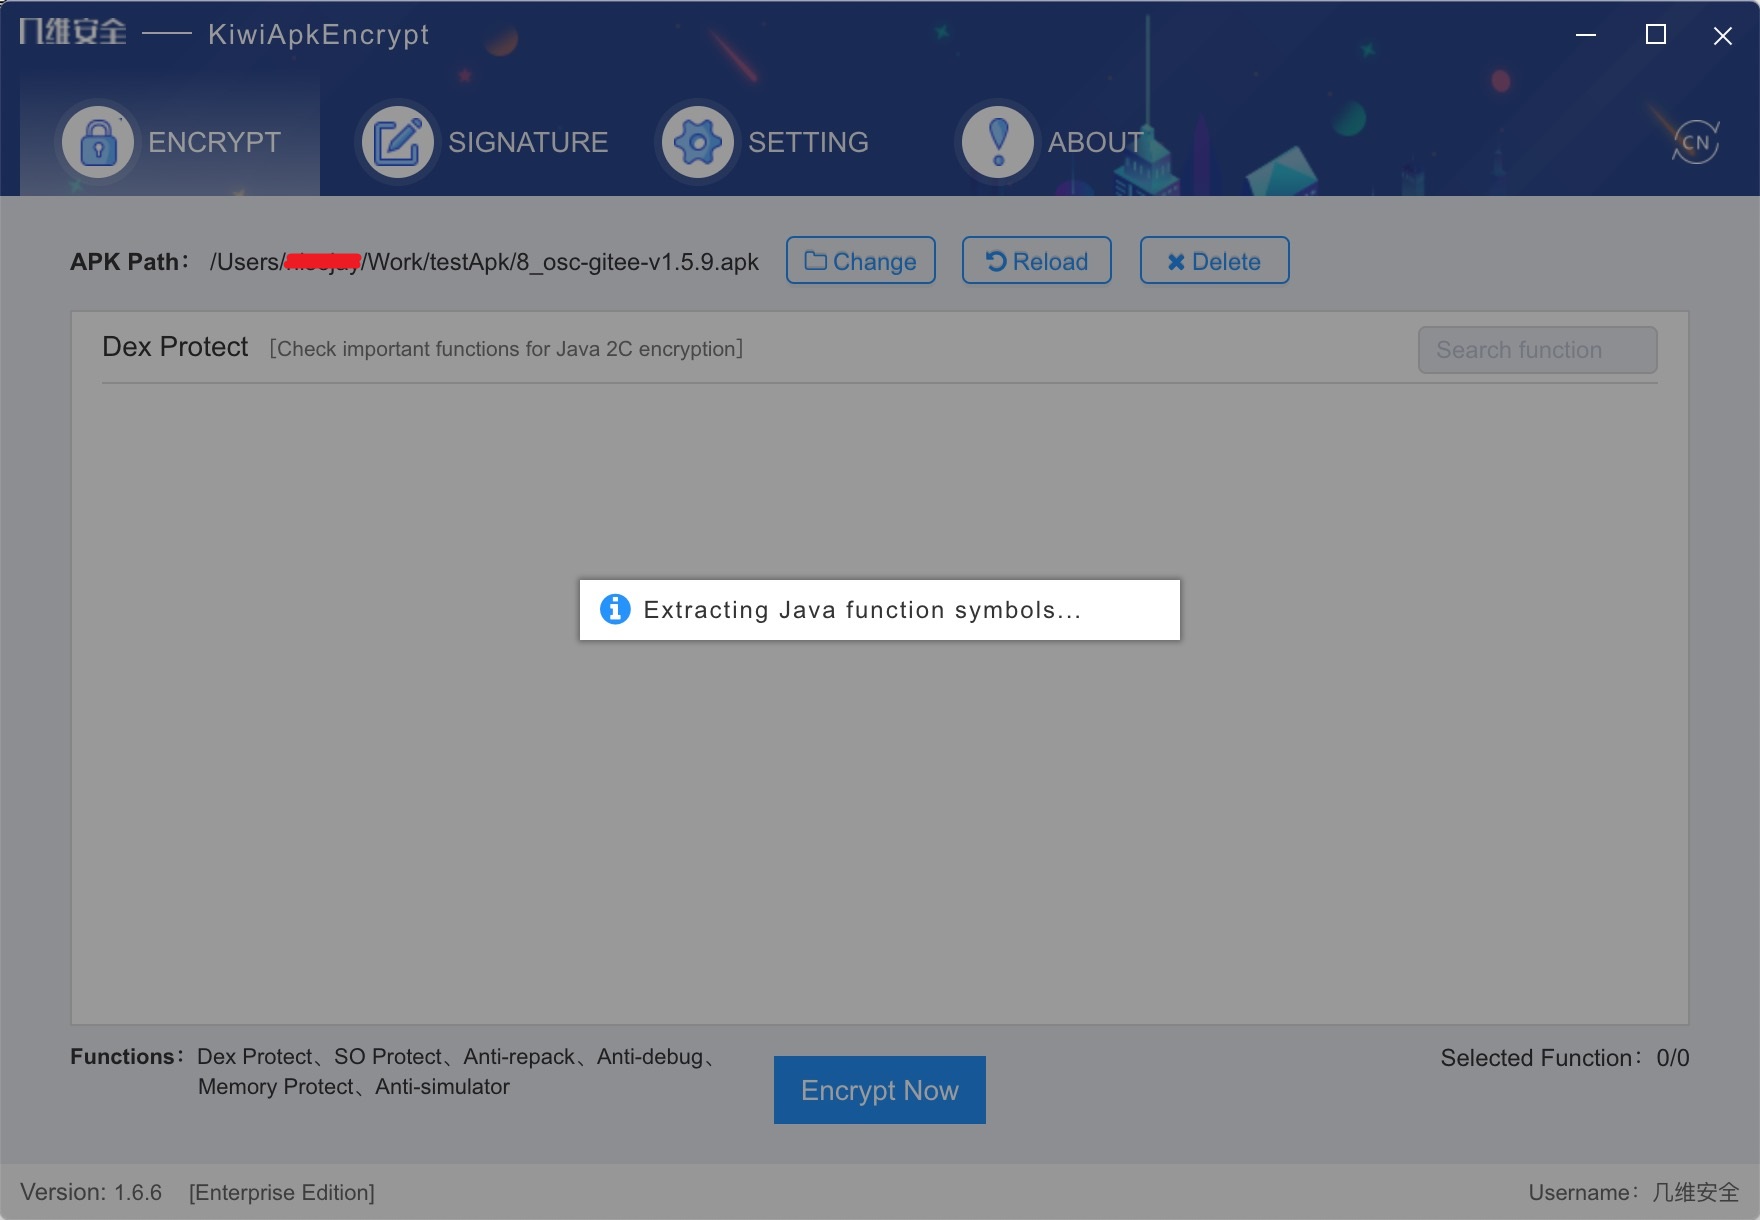 几维安全 —— KiwiApkEncrypt
ENCRYPT SIGNATURE SETTING ABOUT CN
APK Path： /Users/ /Work/testApk/8_osc-gitee-v1.5.9.apk Change Reload Delete
Dex Protect [Check important functions for Java 2C encryption] Search function
Extracting Java function symbols...
Functions： Dex Protect、SO Protect、Anti-repack、Anti-debug、
Memory Protect、Anti-simulator
Selected Function： 0/0
Encrypt Now
Version: 1.6.6 [Enterprise Edition] Username： 几维安全